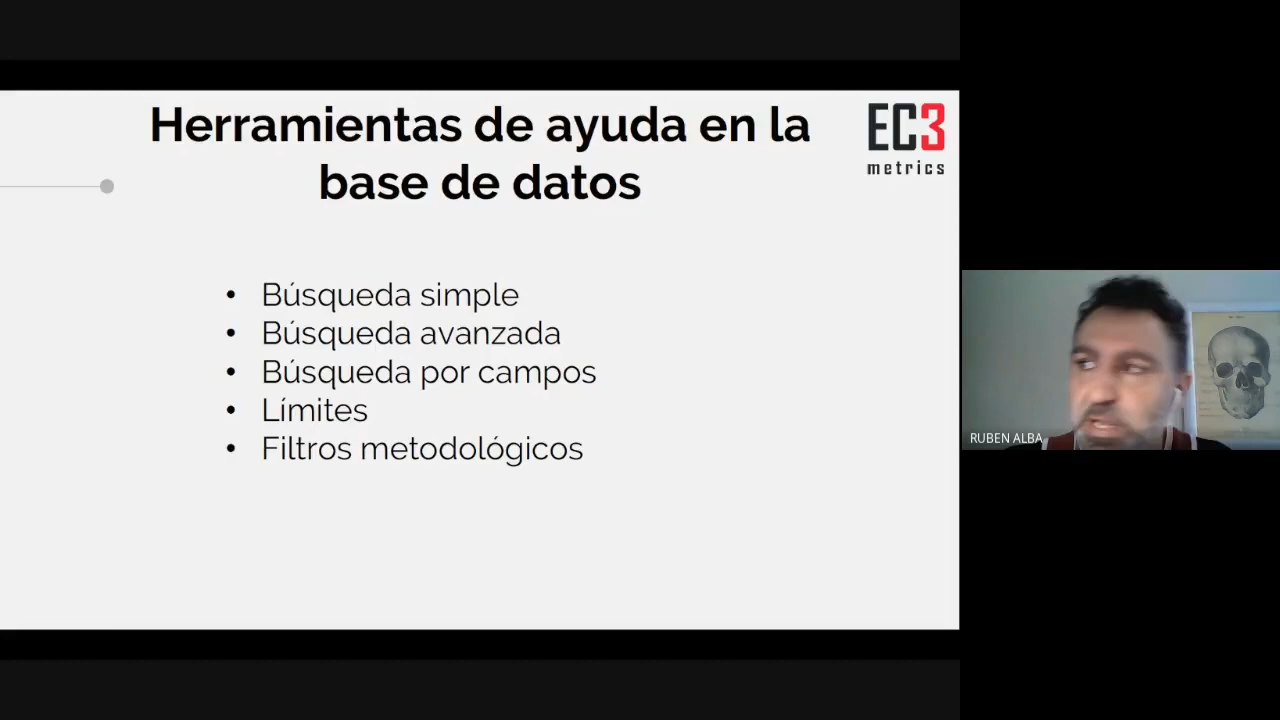 Herramientas de ayuda en la
base de datos
EC3
metrics
• Búsqueda simple
• Búsqueda avanzada
• Búsqueda por campos
• Límites
• Filtros metodológicos
RUBEN ALBA